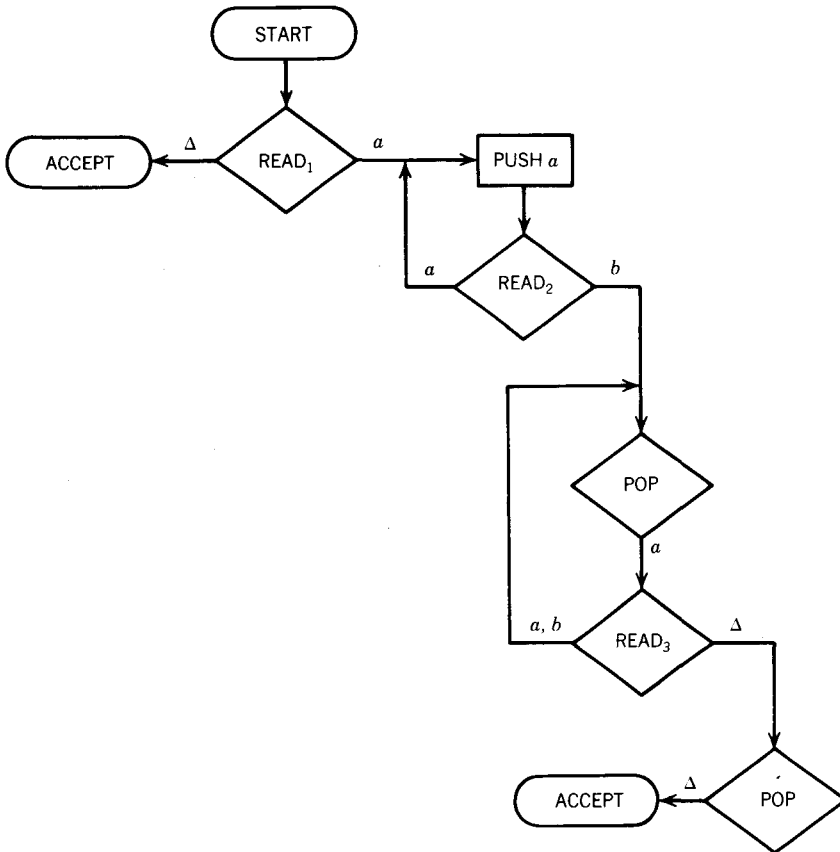 START
Δ
a
ACCEPT
READ₁
PUSH a
a
b
READ₂
POP
a
a, b
Δ
READ₃
Δ
ACCEPT
POP